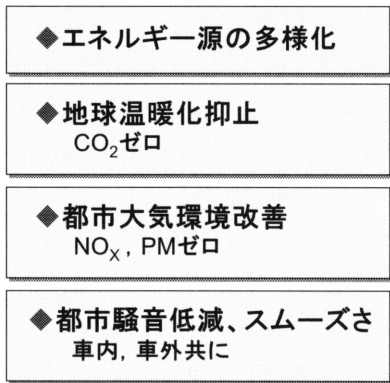 ◆エネルギー源の多様化
◆地球温暖化抑止
CO₂ゼロ
◆都市大気環境改善
NOₓ, PMゼロ
◆都市騒音低減、スムーズさ
車内, 車外共に